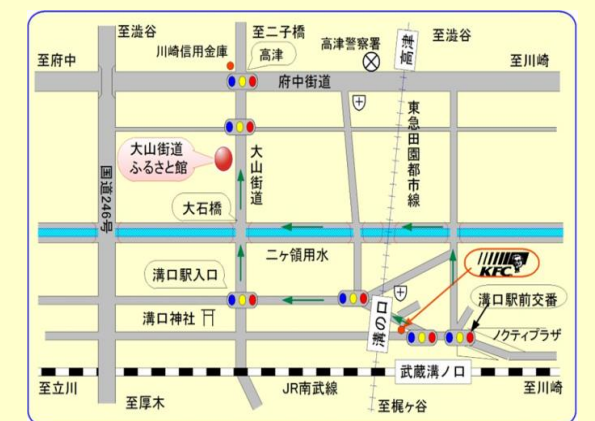 至澁谷
至二子橋
至澁谷
川崎信用金庫
高津
高津警察署
高津
至府中
至川崎
府中街道
大山街道
ふるさと館
大山街道
東急田園都市線
国道246号
大石橋
二ヶ領用水
KFC
溝口駅入口
溝の口
溝口駅前交番
溝口神社
ノクティプラザ
武蔵溝ノ口
至立川
JR南武線
至川崎
至厚木
至梶ヶ谷